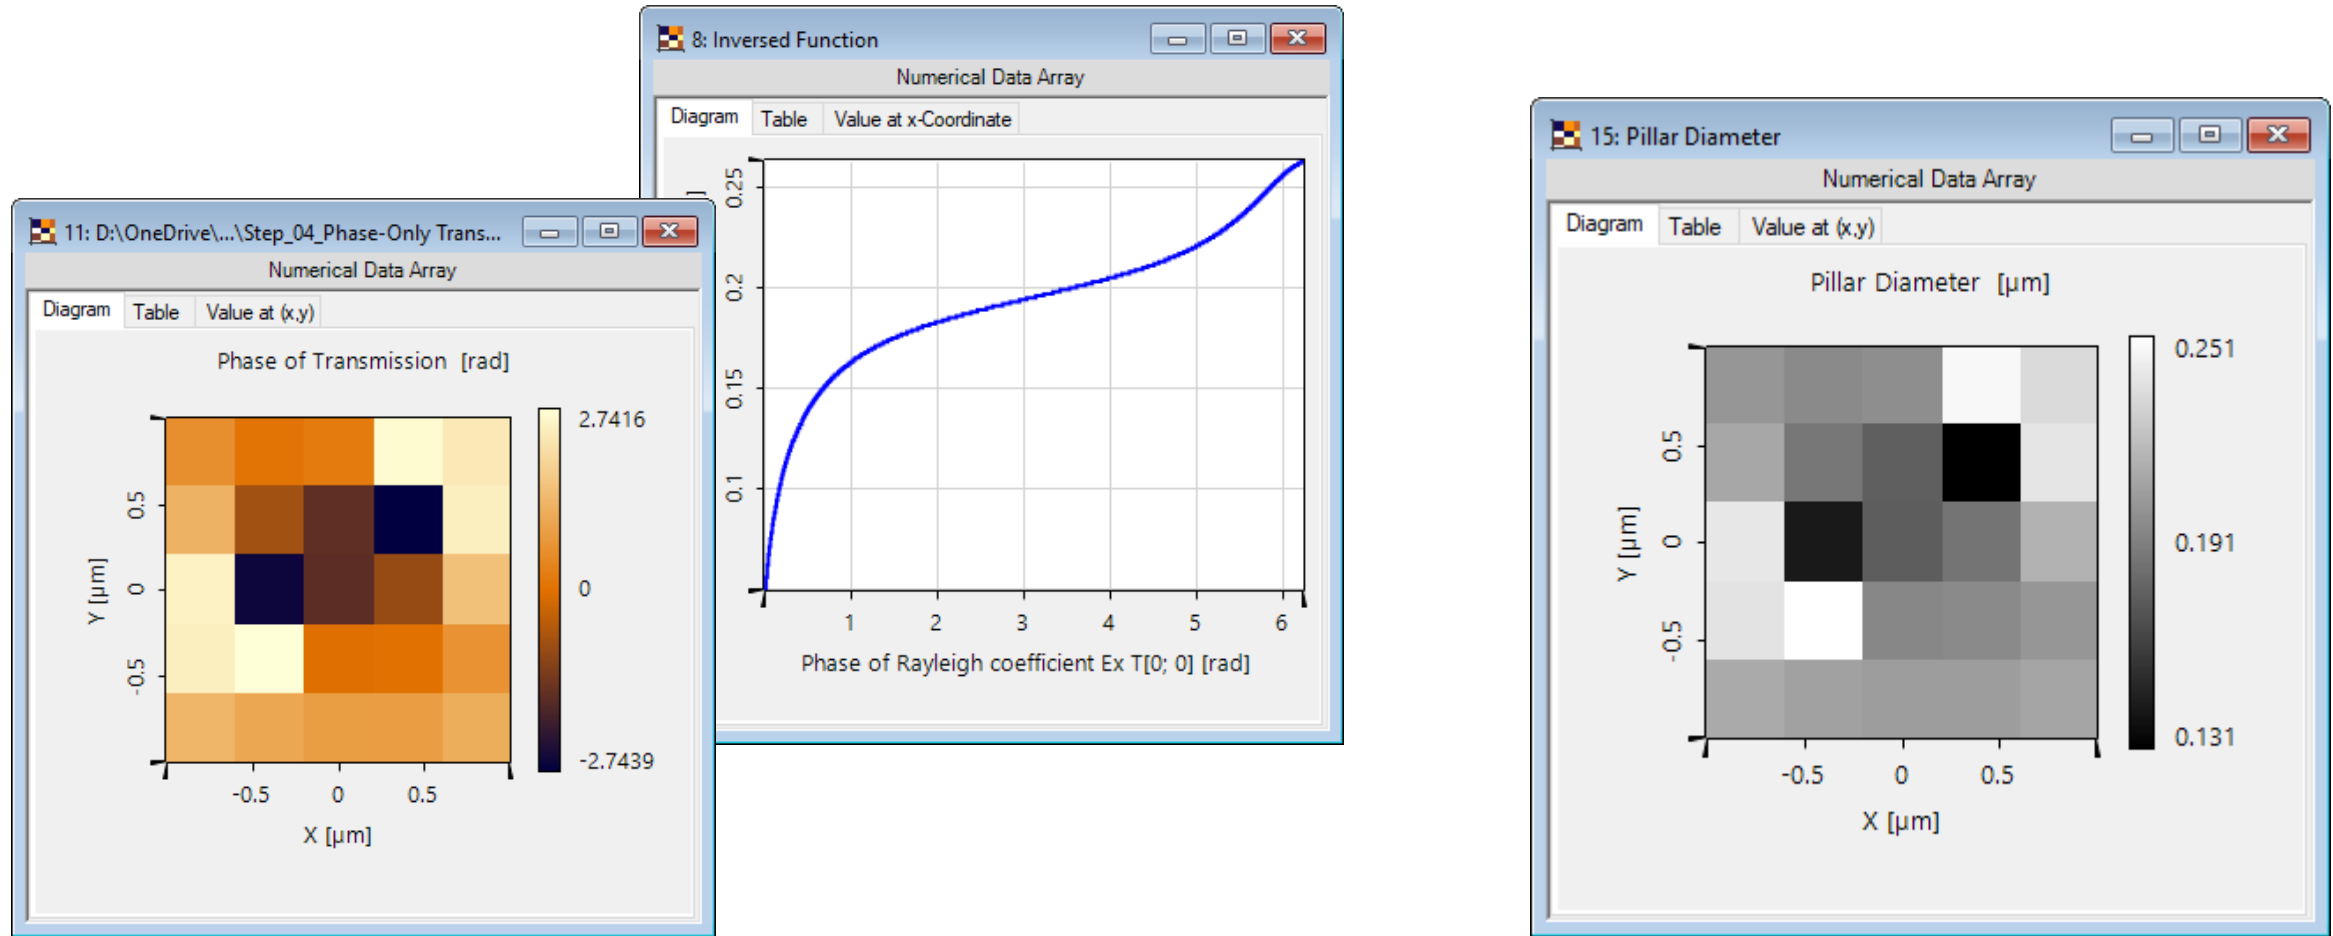 11: D:\OneDrive\...\Step_04_Phase-Only Trans...
Numerical Data Array
Diagram Table Value at (x,y)
Phase of Transmission [rad]
2.7416
0
-2.7439
0.5
0
-0.5
Y [µm]
-0.5 0 0.5
X [µm]
8: Inversed Function
Numerical Data Array
Diagram Table Value at x-Coordinate
]
0.25
0.2
0.15
0.1
1 2 3 4 5 6
Phase of Rayleigh coefficient Ex T[0; 0] [rad]
15: Pillar Diameter
Numerical Data Array
Diagram Table Value at (x,y)
Pillar Diameter [µm]
0.251
0.191
0.131
0.5
0
-0.5
Y [µm]
-0.5 0 0.5
X [µm]